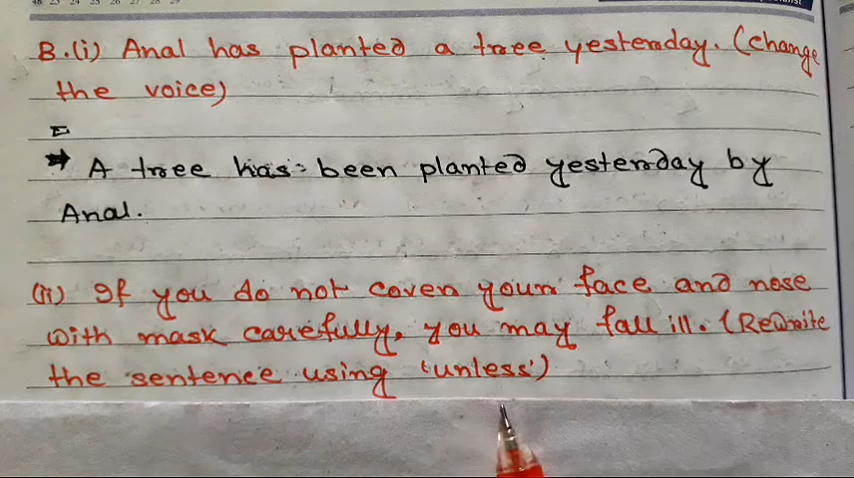 B.(i) Anal has planted a tree yesterday. (change
the voice)
→ A tree has been planted yesterday by
Anal.
(ii) If you do not cover your face and nose
with mask carefully, you may fall ill. (Rewrite
the sentence using 'unless')